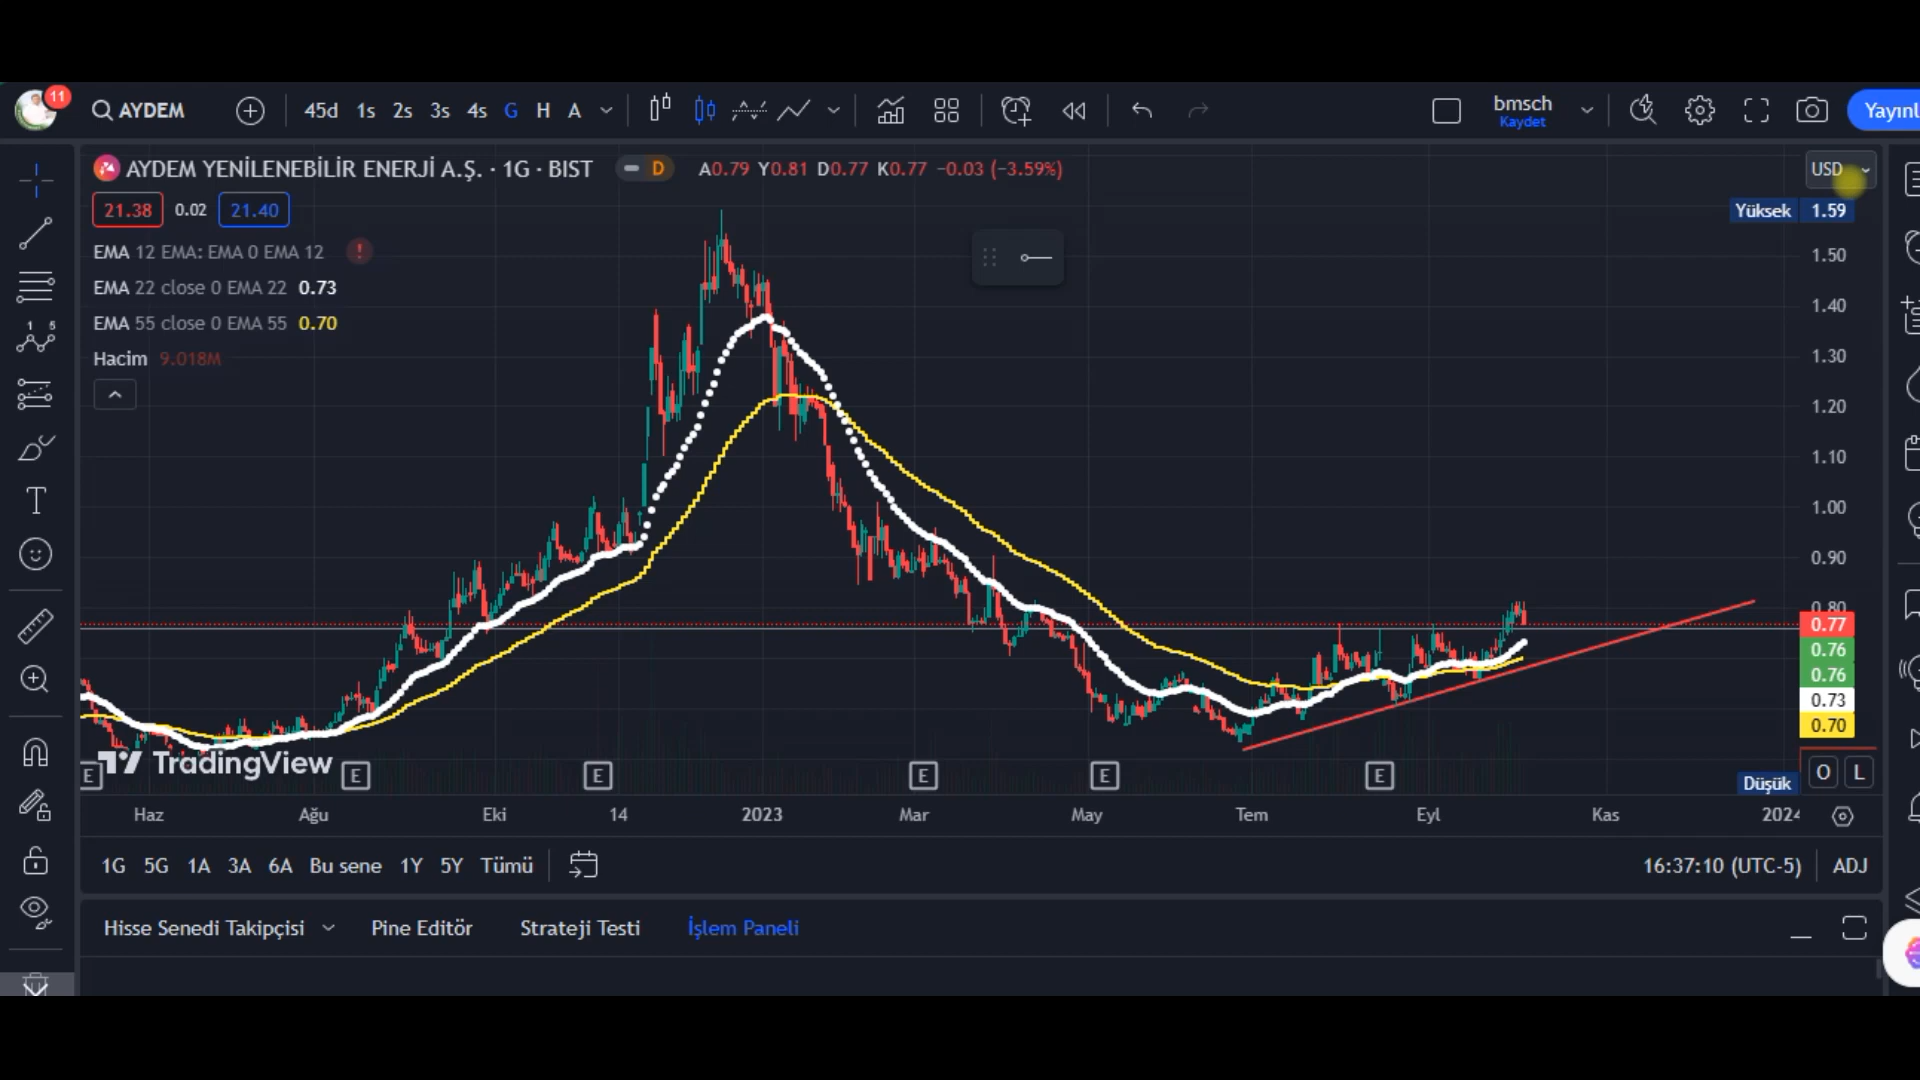 11
AYDEM
45d 1s 2s 3s 4s G H A
bmsch
Kaydet
Yayınl
AYDEM YENİLENEBİLİR ENERJİ A.Ş. · 1G · BIST
D
A0.79 Y0.81 D0.77 K0.77 −0.03 (−3.59%)
USD
21.38 0.02 21.40
Yüksek 1.59
EMA 12 EMA: EMA 0 EMA 12 !
EMA 22 close 0 EMA 22 0.73
EMA 55 close 0 EMA 55 0.70
Hacim 9.018M
1.50
1.40
1.30
1.20
1.10
1.00
0.90
0.80
0.77
0.76
0.76
0.73
0.70
TradingView
E E E E E E
Düşük
O L
Haz Ağu Eki 14 2023 Mar May Tem Eyl Kas 2024
1G 5G 1A 3A 6A Bu sene 1Y 5Y Tümü
16:37:10 (UTC-5) ADJ
Hisse Senedi Takipçisi Pine Editör Strateji Testi İşlem Paneli